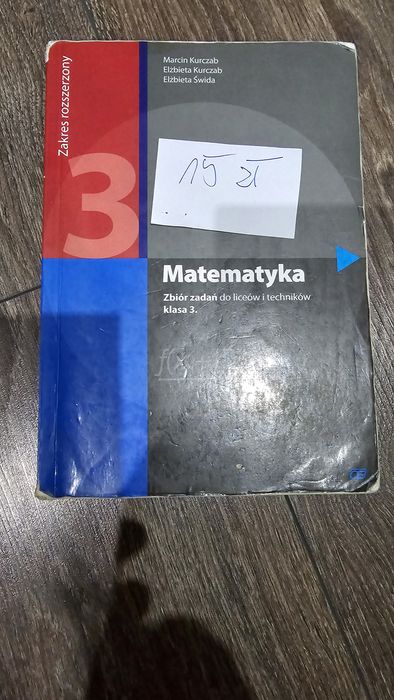 Marcin Kurczab
Elżbieta Kurczab
Elżbieta Świda
Zakres rozszerzony
15 zł
3
Matematyka
Zbiór zadań do liceów i techników
klasa 3.